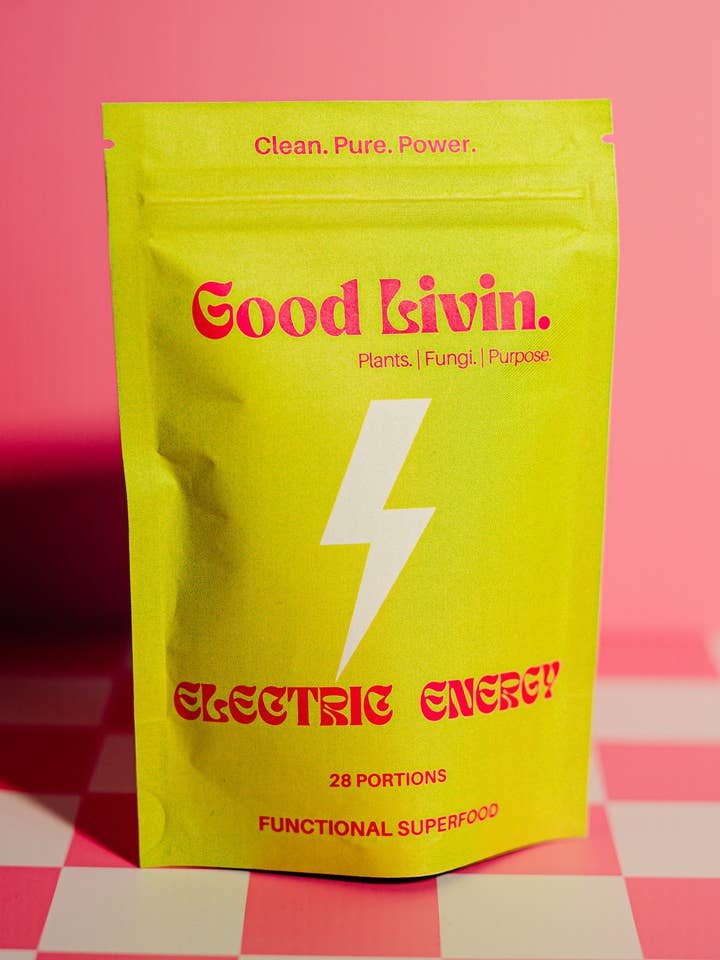 Clean. Pure. Power.
Good Livin.
Plants. | Fungi. | Purpose.
ELECTRIC ENERGY
28 PORTIONS
FUNCTIONAL SUPERFOOD